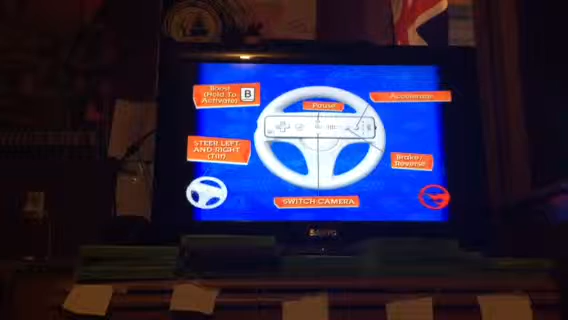 Boost
(Hold To
Activate)
B
Pause
Accelerate
STEER LEFT
AND RIGHT
(Tilt)
Brake/
Reverse
SWITCH CAMERA
SANYO